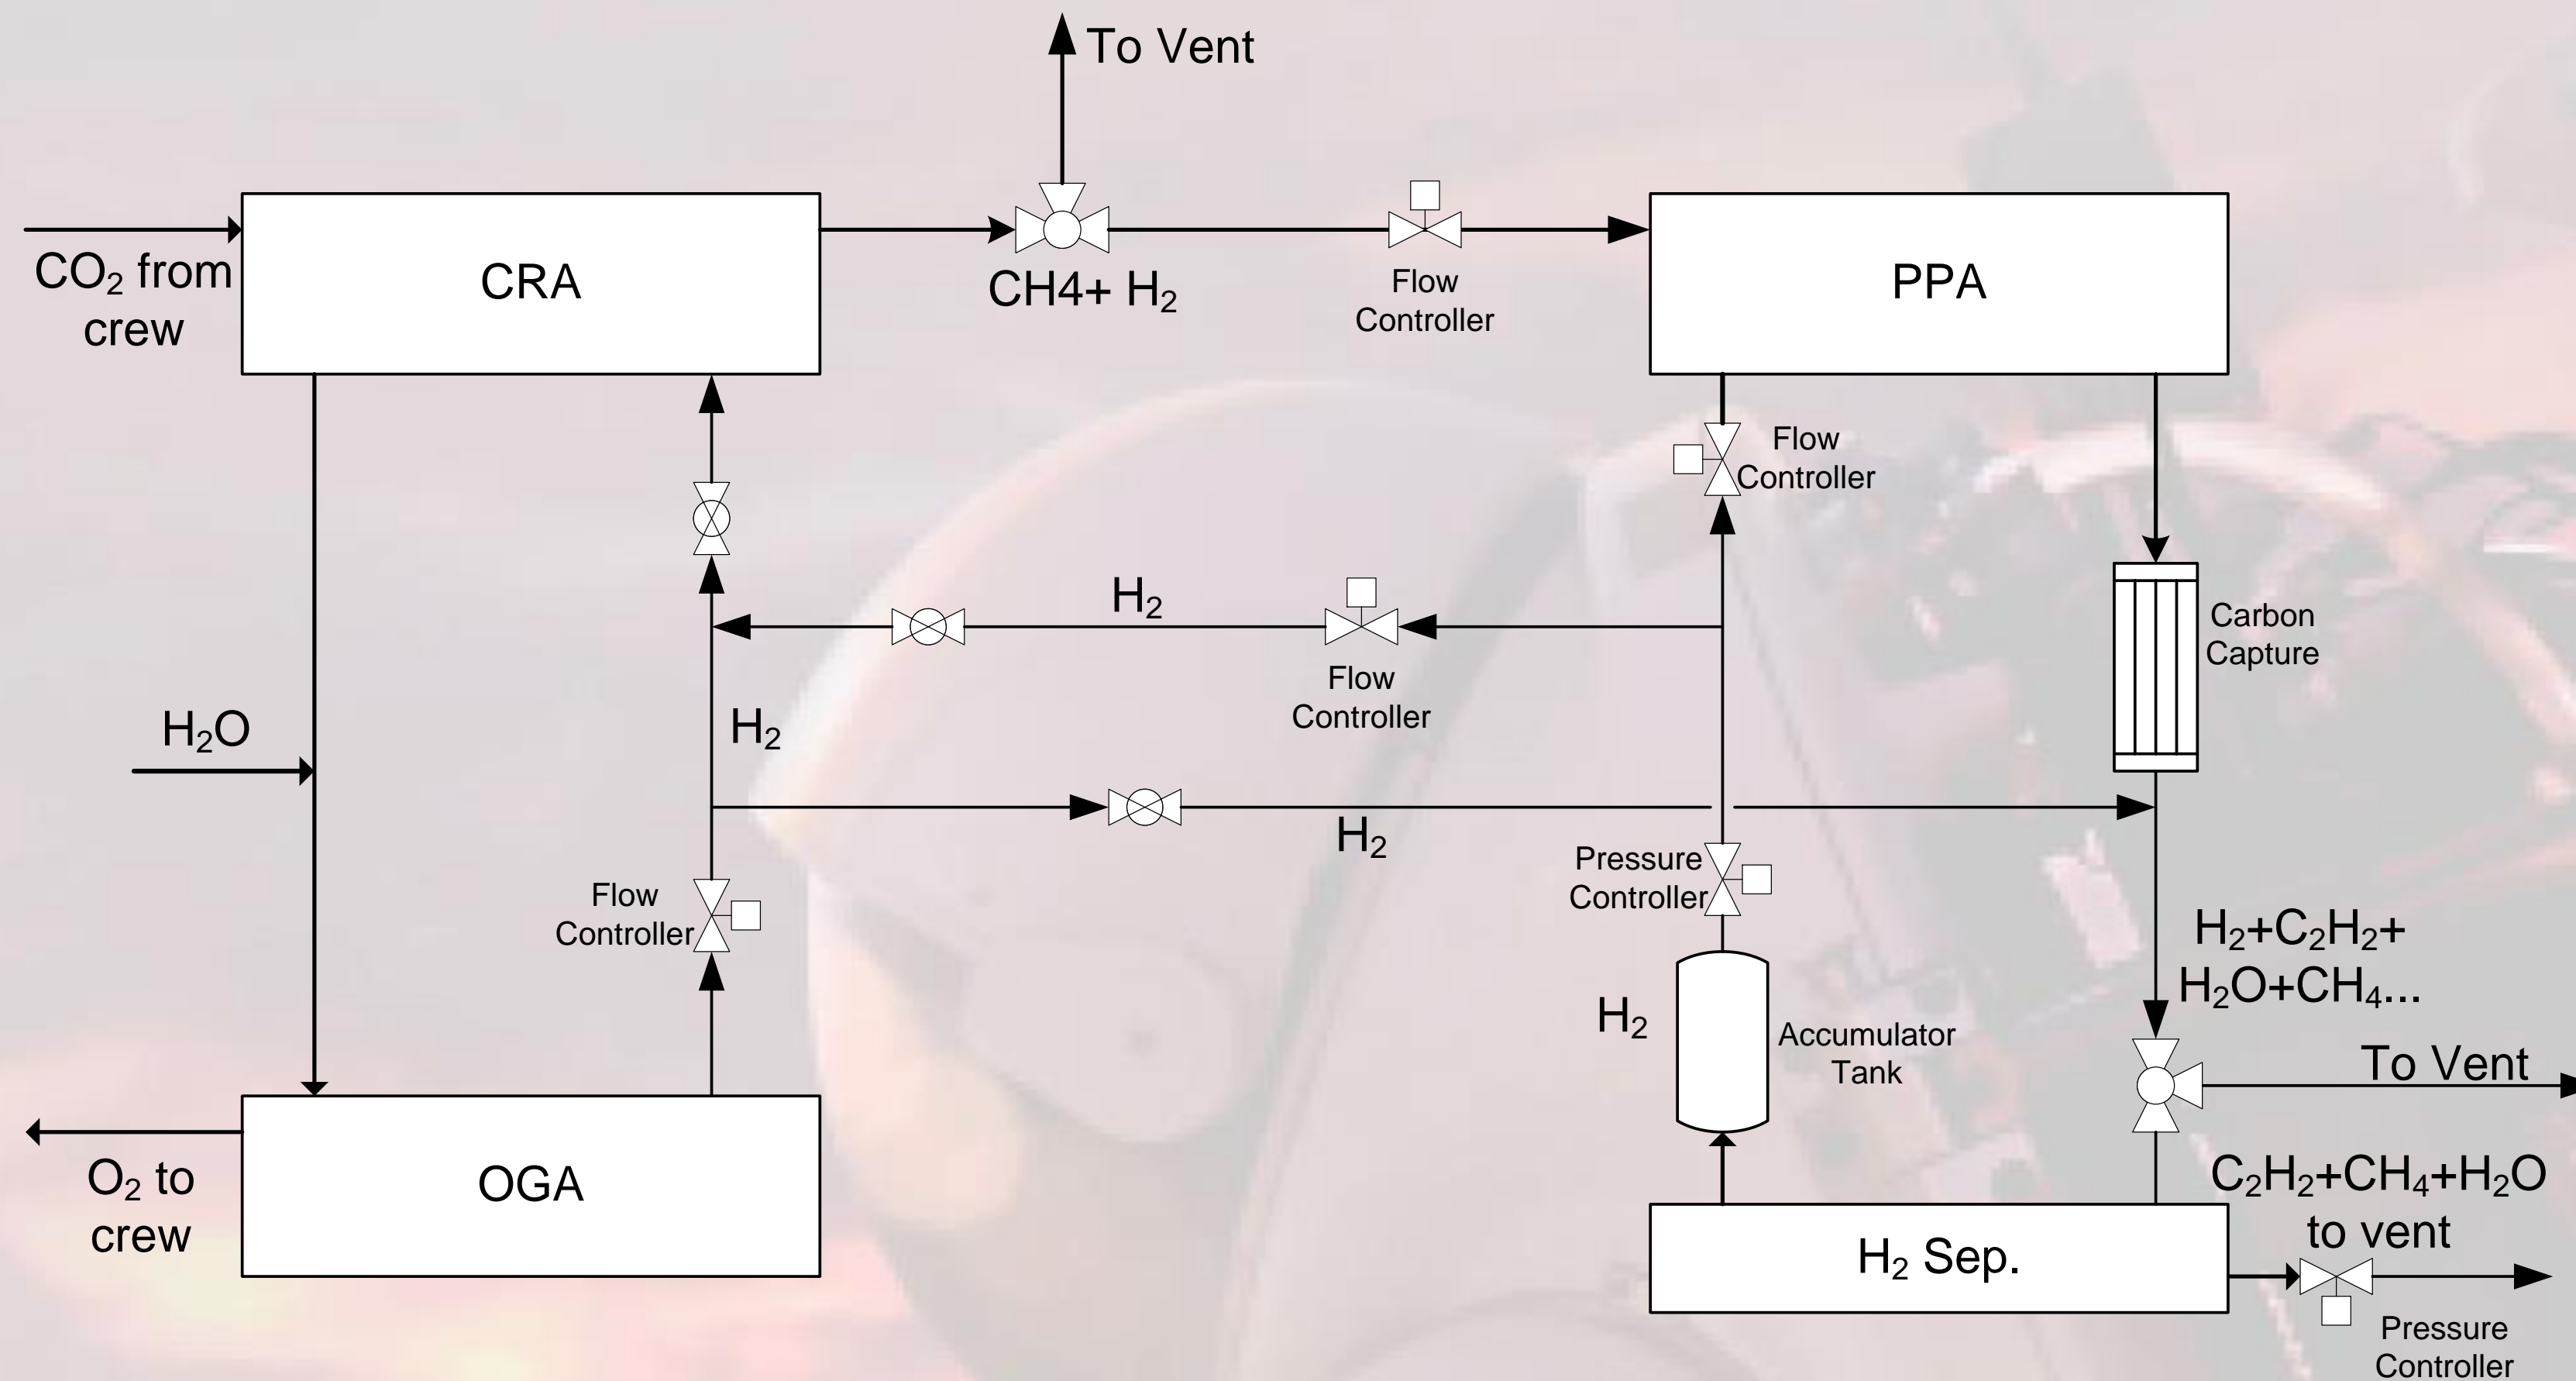 To Vent
CO₂ from
crew
CRA
CH4+ H₂
Flow
Controller
PPA
Flow
Controller
H₂
Flow
Controller
Carbon
Capture
H₂O
H₂
H₂
Flow
Controller
Pressure
Controller
H₂+C₂H₂+
H₂O+CH₄...
H₂
Accumulator
Tank
To Vent
O₂ to
crew
OGA
H₂ Sep.
C₂H₂+CH₄+H₂O
to vent
Pressure
Controller